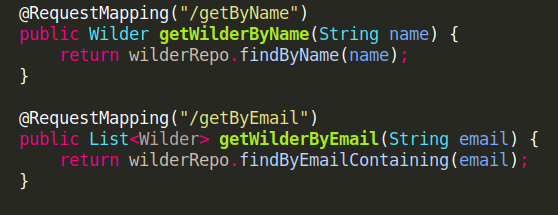 @RequestMapping("/getByName")
public Wilder getWilderByName(String name) {
    return wilderRepo.findByName(name);
}

@RequestMapping("/getByEmail")
public List<Wilder> getWilderByEmail(String email) {
    return wilderRepo.findByEmailContaining(email);
}